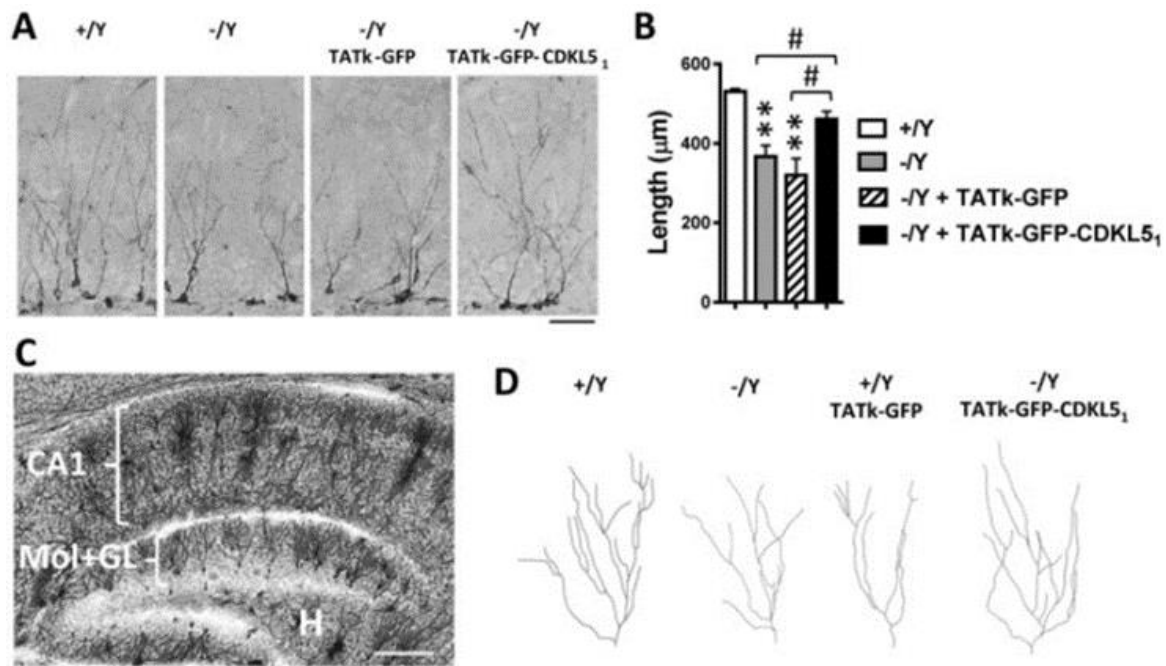 A
+/Y
-/Y
-/Y
TATk-GFP
-/Y
TATk-GFP-CDKL5₁
B
#
#
600
400
200
0
Length (µm)
**
**
+/Y
-/Y
-/Y + TATk-GFP
-/Y + TATk-GFP-CDKL5₁
C
CA1
Mol+GL
H
D
+/Y
-/Y
+/Y
TATk-GFP
-/Y
TATk-GFP-CDKL5₁